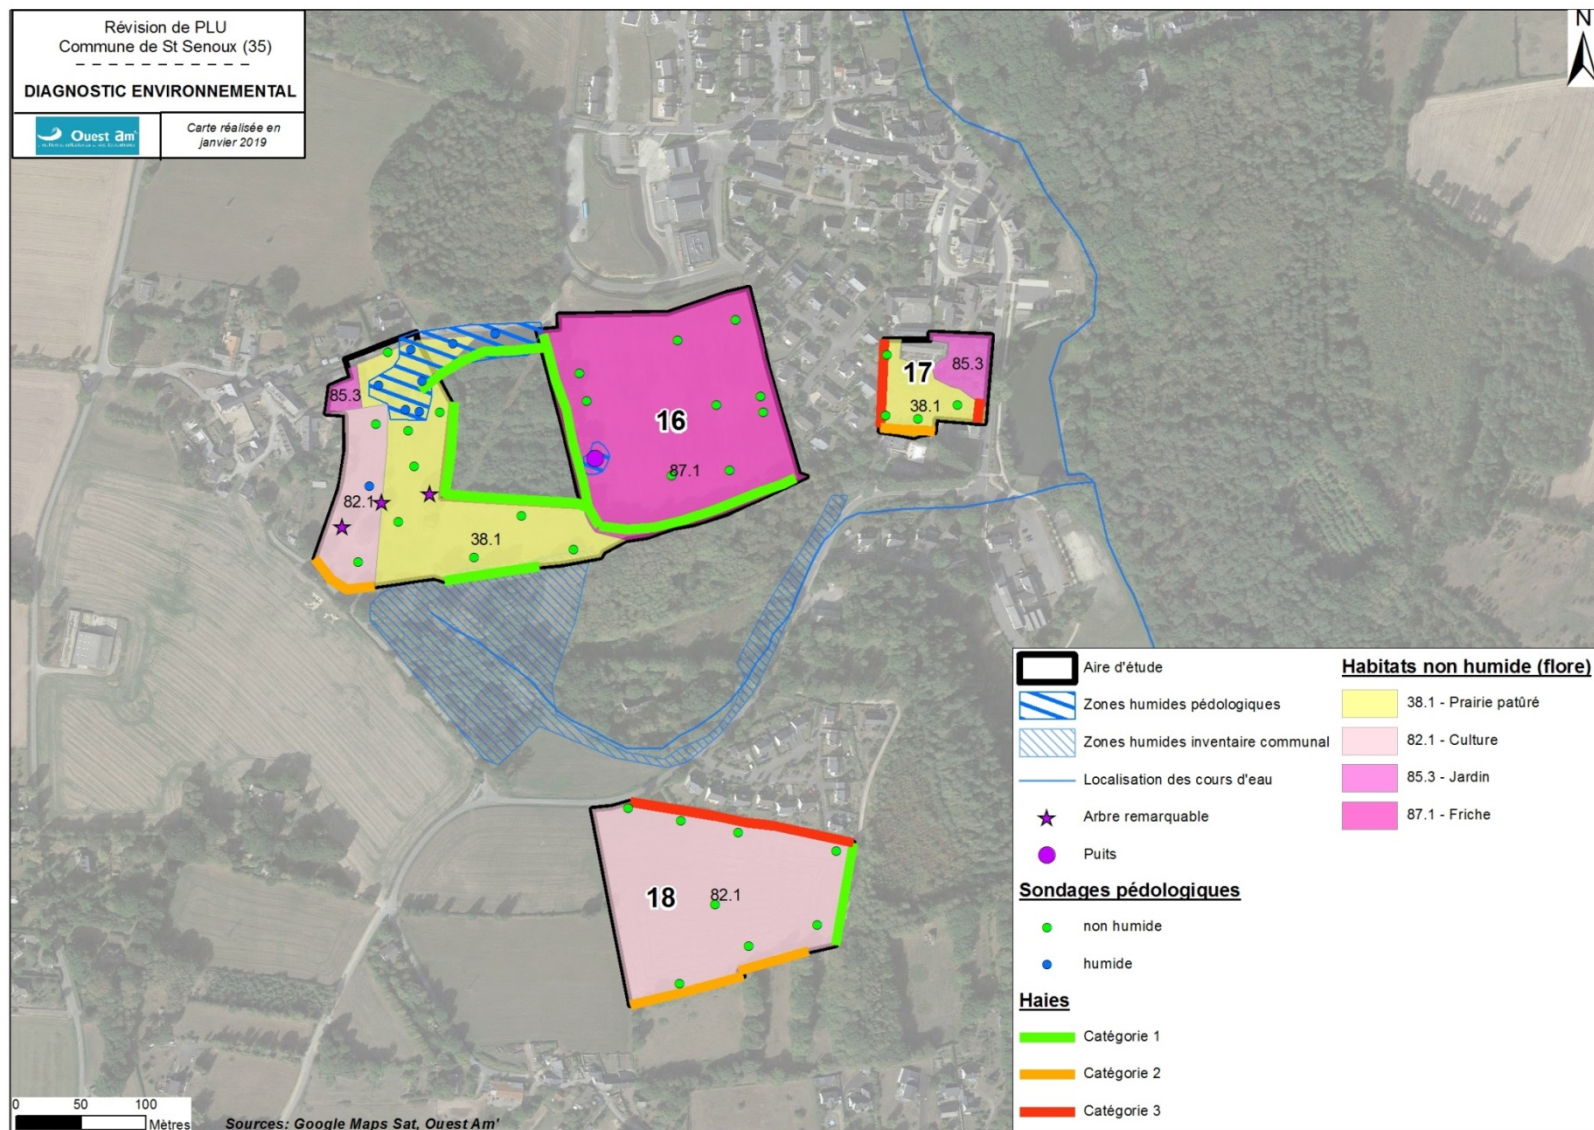 Révision de PLU
Commune de St Senoux (35)
DIAGNOSTIC ENVIRONNEMENTAL
Ouest am'
Carte réalisée en
janvier 2019
N
16
87.1
17
85.3
38.1
85.3
82.1
38.1
18
82.1
Aire d'étude
Zones humides pédologiques
Zones humides inventaire communal
Localisation des cours d'eau
Arbre remarquable
Puits
Sondages pédologiques
non humide
humide
Haies
Catégorie 1
Catégorie 2
Catégorie 3
Habitats non humide (flore)
38.1 - Prairie patûré
82.1 - Culture
85.3 - Jardin
87.1 - Friche
0 50 100
Mètres
Sources: Google Maps Sat, Ouest Am'